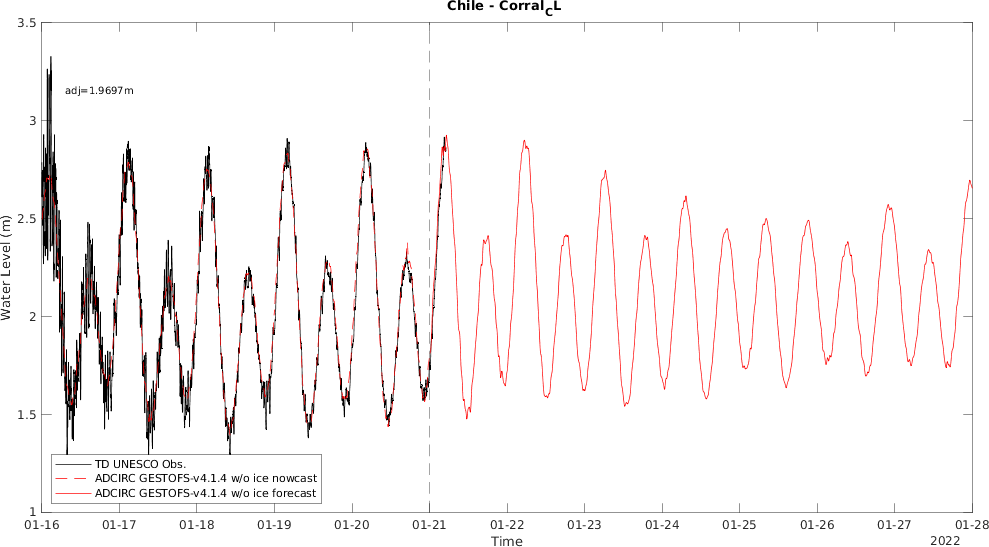 Chile - Corral_CL
3.5
3
2.5
2
1.5
1
Water Level (m)
adj=1.9697m
TD UNESCO Obs.
ADCIRC GESTOFS-v4.1.4 w/o ice nowcast
ADCIRC GESTOFS-v4.1.4 w/o ice forecast
01-16 01-17 01-18 01-19 01-20 01-21 01-22 01-23 01-24 01-25 01-26 01-27 01-28
Time
2022